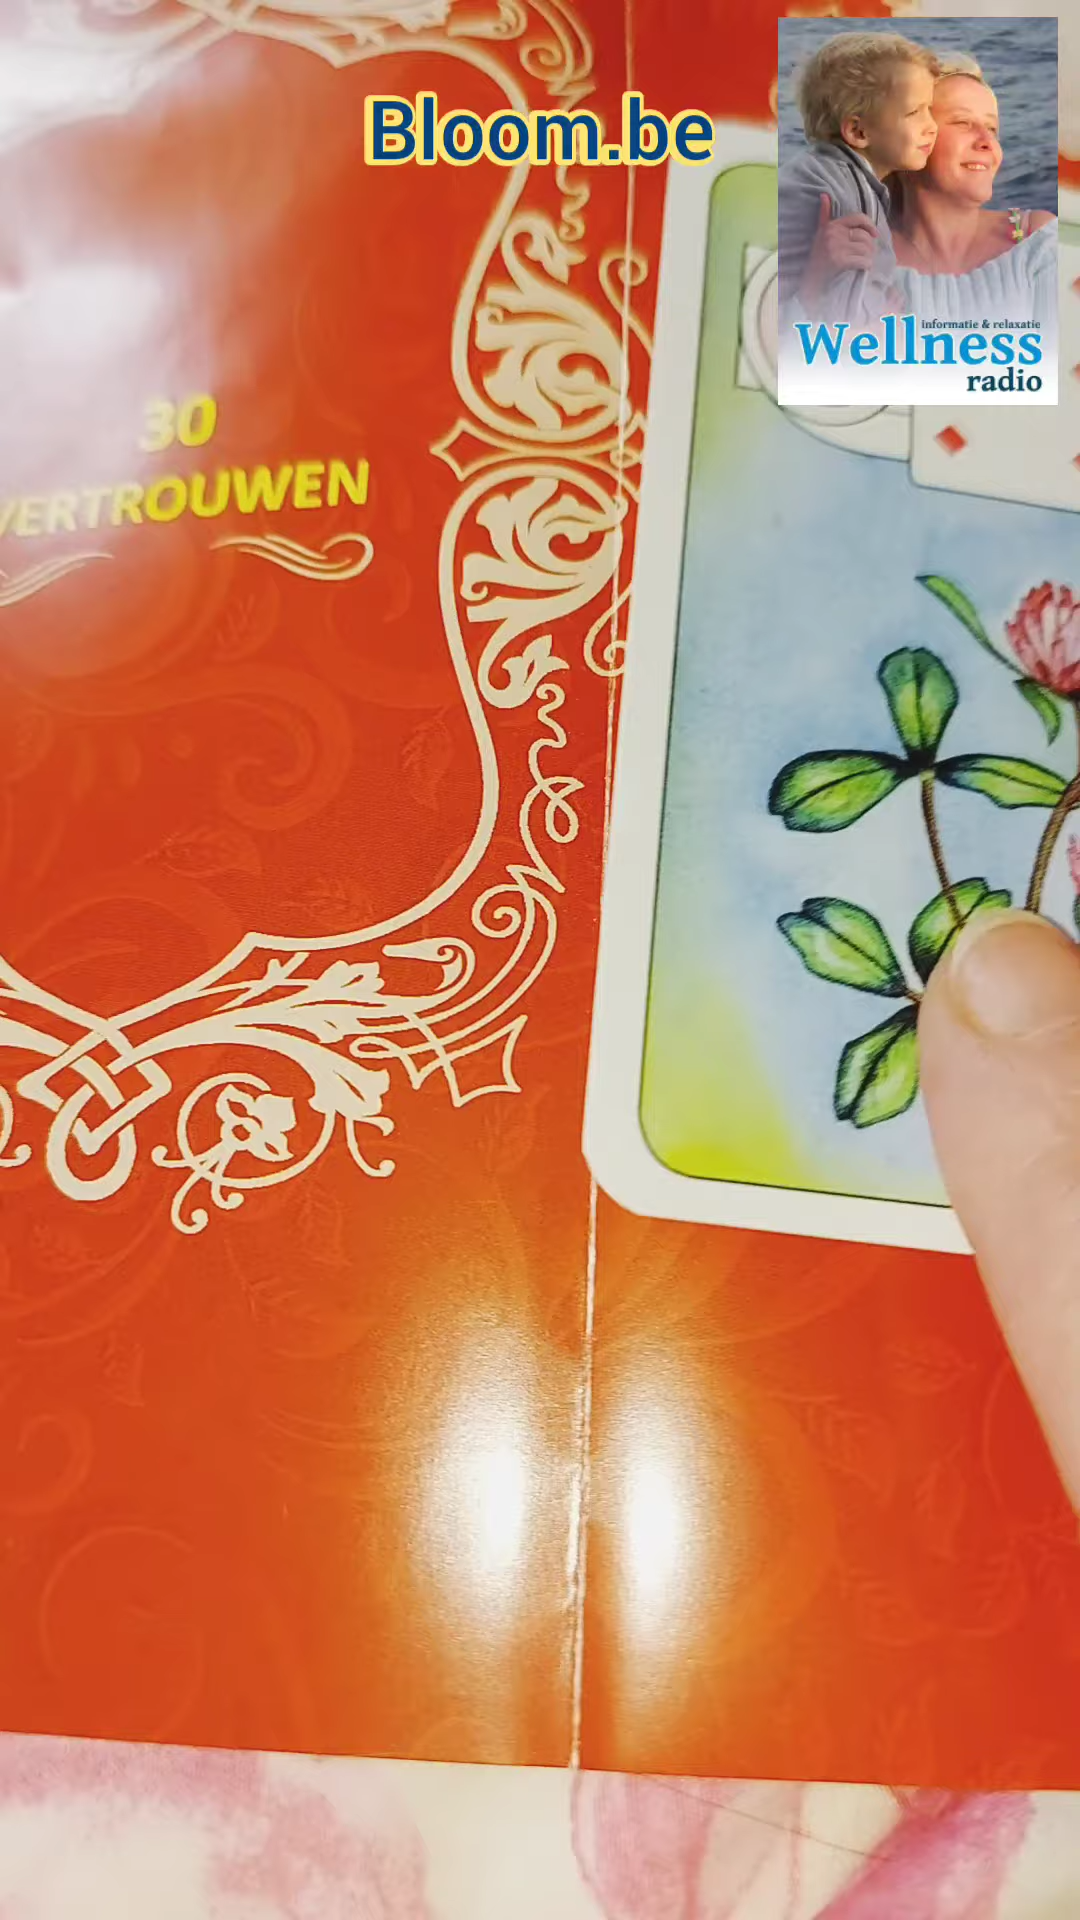 Bloom.be
informatie & relaxatie
Wellness
radio
30
VERTROUWEN